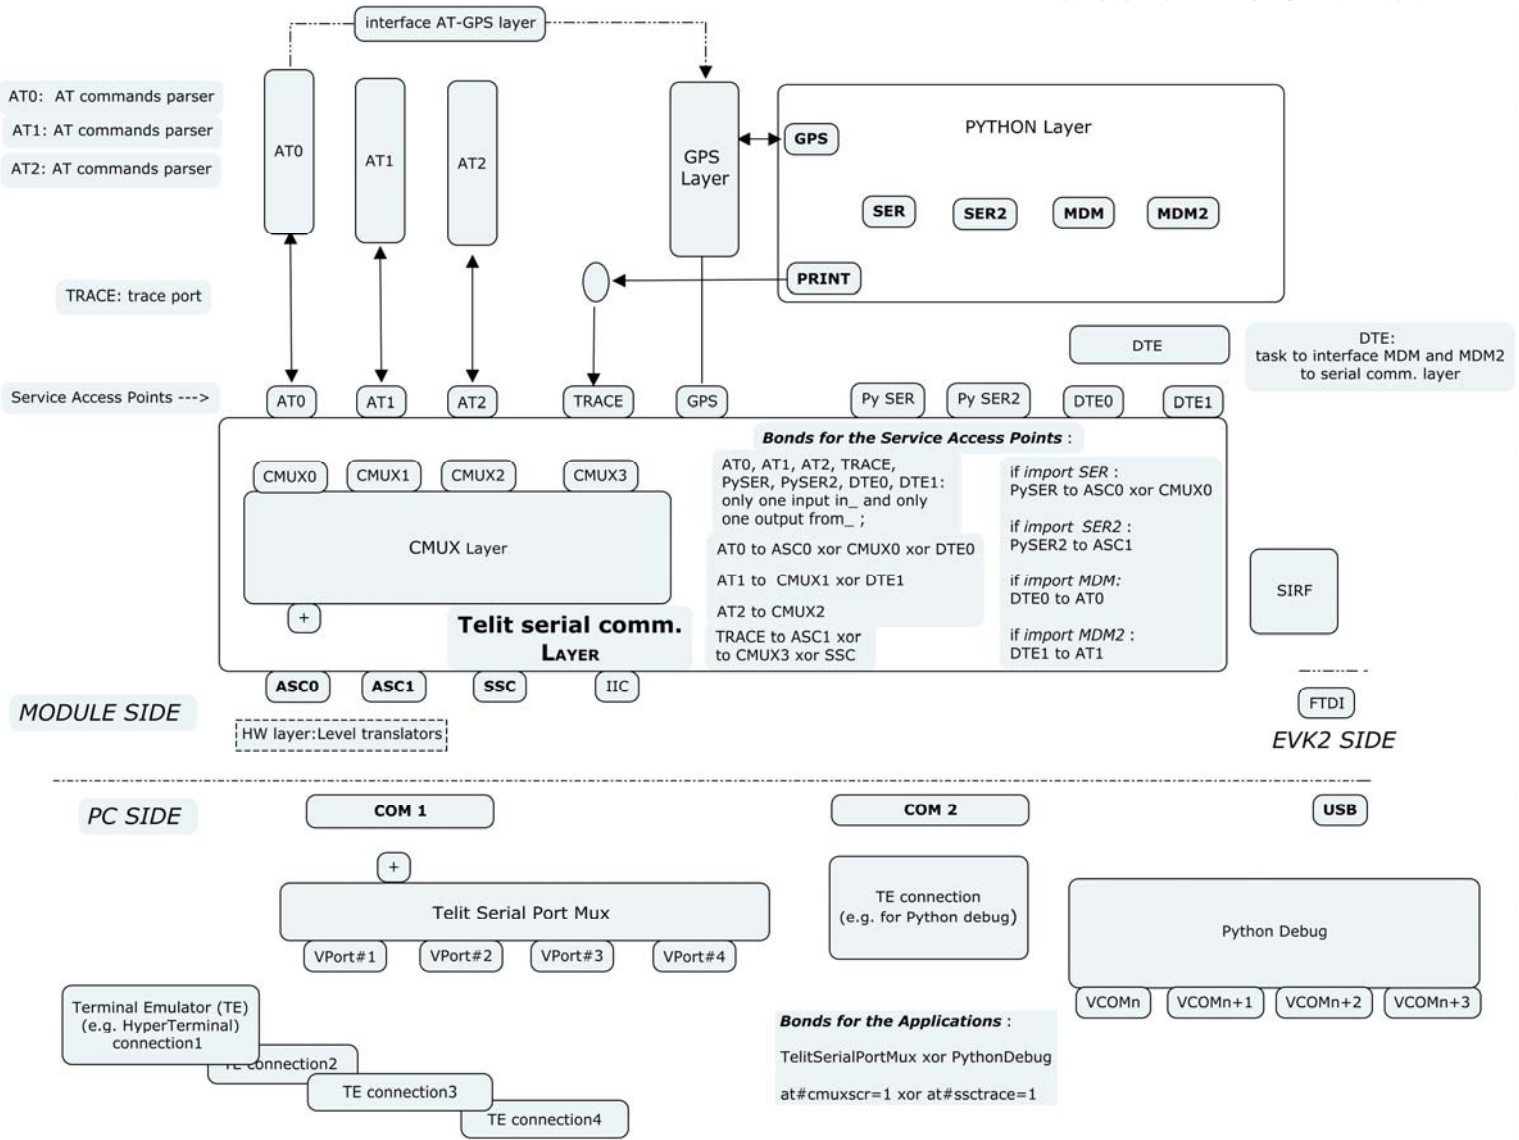 interface AT-GPS layer
AT0: AT commands parser
AT1: AT commands parser
AT2: AT commands parser
AT0
AT1
AT2
GPS
Layer
GPS
PYTHON Layer
SER
SER2
MDM
MDM2
PRINT
TRACE: trace port
DTE
DTE:
task to interface MDM and MDM2
to serial comm. layer
Service Access Points --->
AT0
AT1
AT2
TRACE
GPS
Py SER
Py SER2
DTE0
DTE1
CMUX0
CMUX1
CMUX2
CMUX3
CMUX Layer
+
Telit serial comm.
LAYER
Bonds for the Service Access Points :
AT0, AT1, AT2, TRACE,
PySER, PySER2, DTE0, DTE1:
only one input in_ and only
one output from_ ;
AT0 to ASC0 xor CMUX0 xor DTE0
AT1 to CMUX1 xor DTE1
AT2 to CMUX2
TRACE to ASC1 xor
to CMUX3 xor SSC
if import SER :
PySER to ASC0 xor CMUX0
if import SER2 :
PySER2 to ASC1
if import MDM:
DTE0 to AT0
if import MDM2 :
DTE1 to AT1
SIRF
ASC0
ASC1
SSC
IIC
MODULE SIDE
HW layer:Level translators
FTDI
EVK2 SIDE
PC SIDE
COM 1
COM 2
USB
+
Telit Serial Port Mux
VPort#1
VPort#2
VPort#3
VPort#4
TE connection
(e.g. for Python debug)
Python Debug
VCOMn
VCOMn+1
VCOMn+2
VCOMn+3
Terminal Emulator (TE)
(e.g. HyperTerminal)
connection1
TE connection2
TE connection3
TE connection4
Bonds for the Applications :
TelitSerialPortMux xor PythonDebug
at#cmuxscr=1 xor at#ssctrace=1